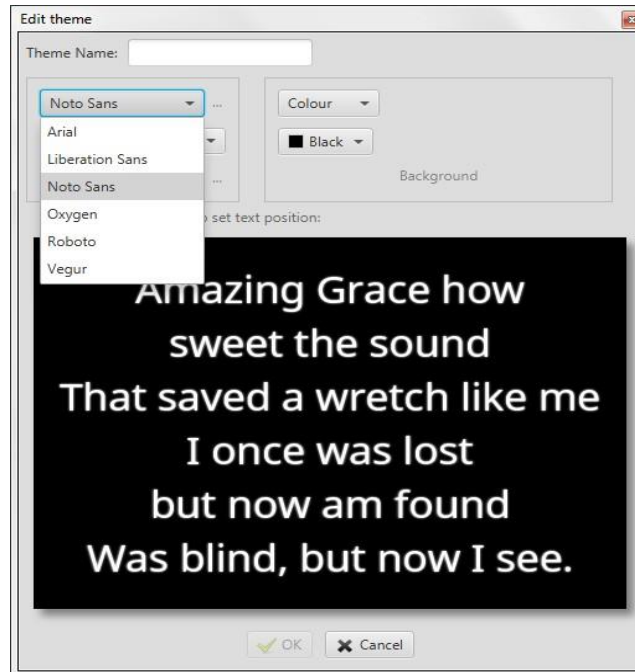 Edit theme
Theme Name:
Noto Sans ...
Colour
Arial
Black
Liberation Sans
Noto Sans ...
Background
Oxygen
set text position:
Roboto
Vegur
Amazing Grace how
sweet the sound
That saved a wretch like me
I once was lost
but now am found
Was blind, but now I see.
OK
Cancel